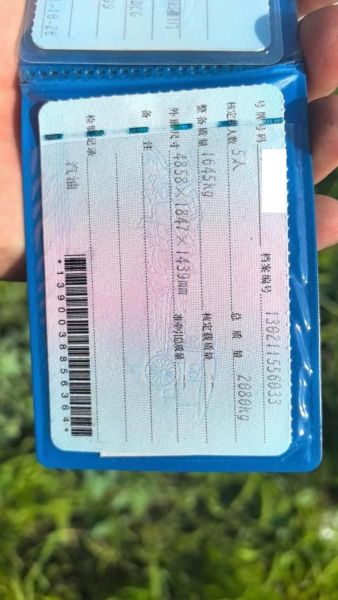 号牌号码 档案编号 130211556033
核定载人数 5人 总质量 2080kg
整备质量 1645kg 核定载质量
外廓尺寸 4858×1847×1439mm 准牵引总质量
备注
检验记录
汽油
*1390038856364*